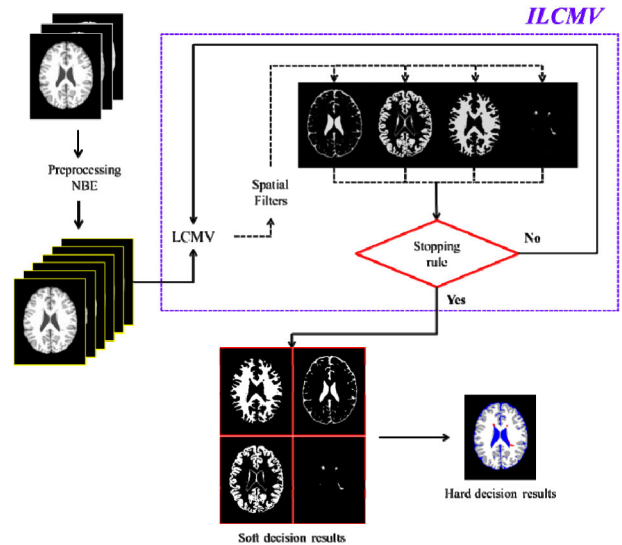 ILCMV
Preprocessing
NBE
Spatial
Filters
LCMV
Stopping
rule
No
Yes
Hard decision results
Soft decision results